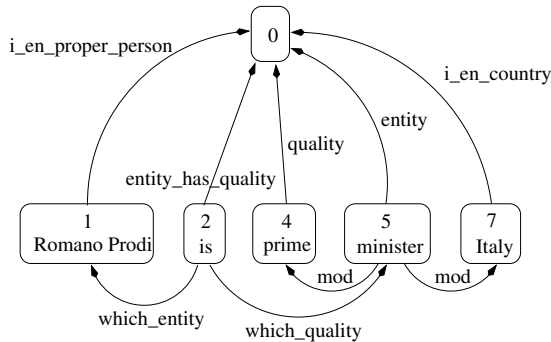 0
i_en_proper_person
i_en_country
entity
quality
entity_has_quality
1
Romano Prodi
2
is
4
prime
5
minister
7
Italy
mod
mod
which_entity
which_quality